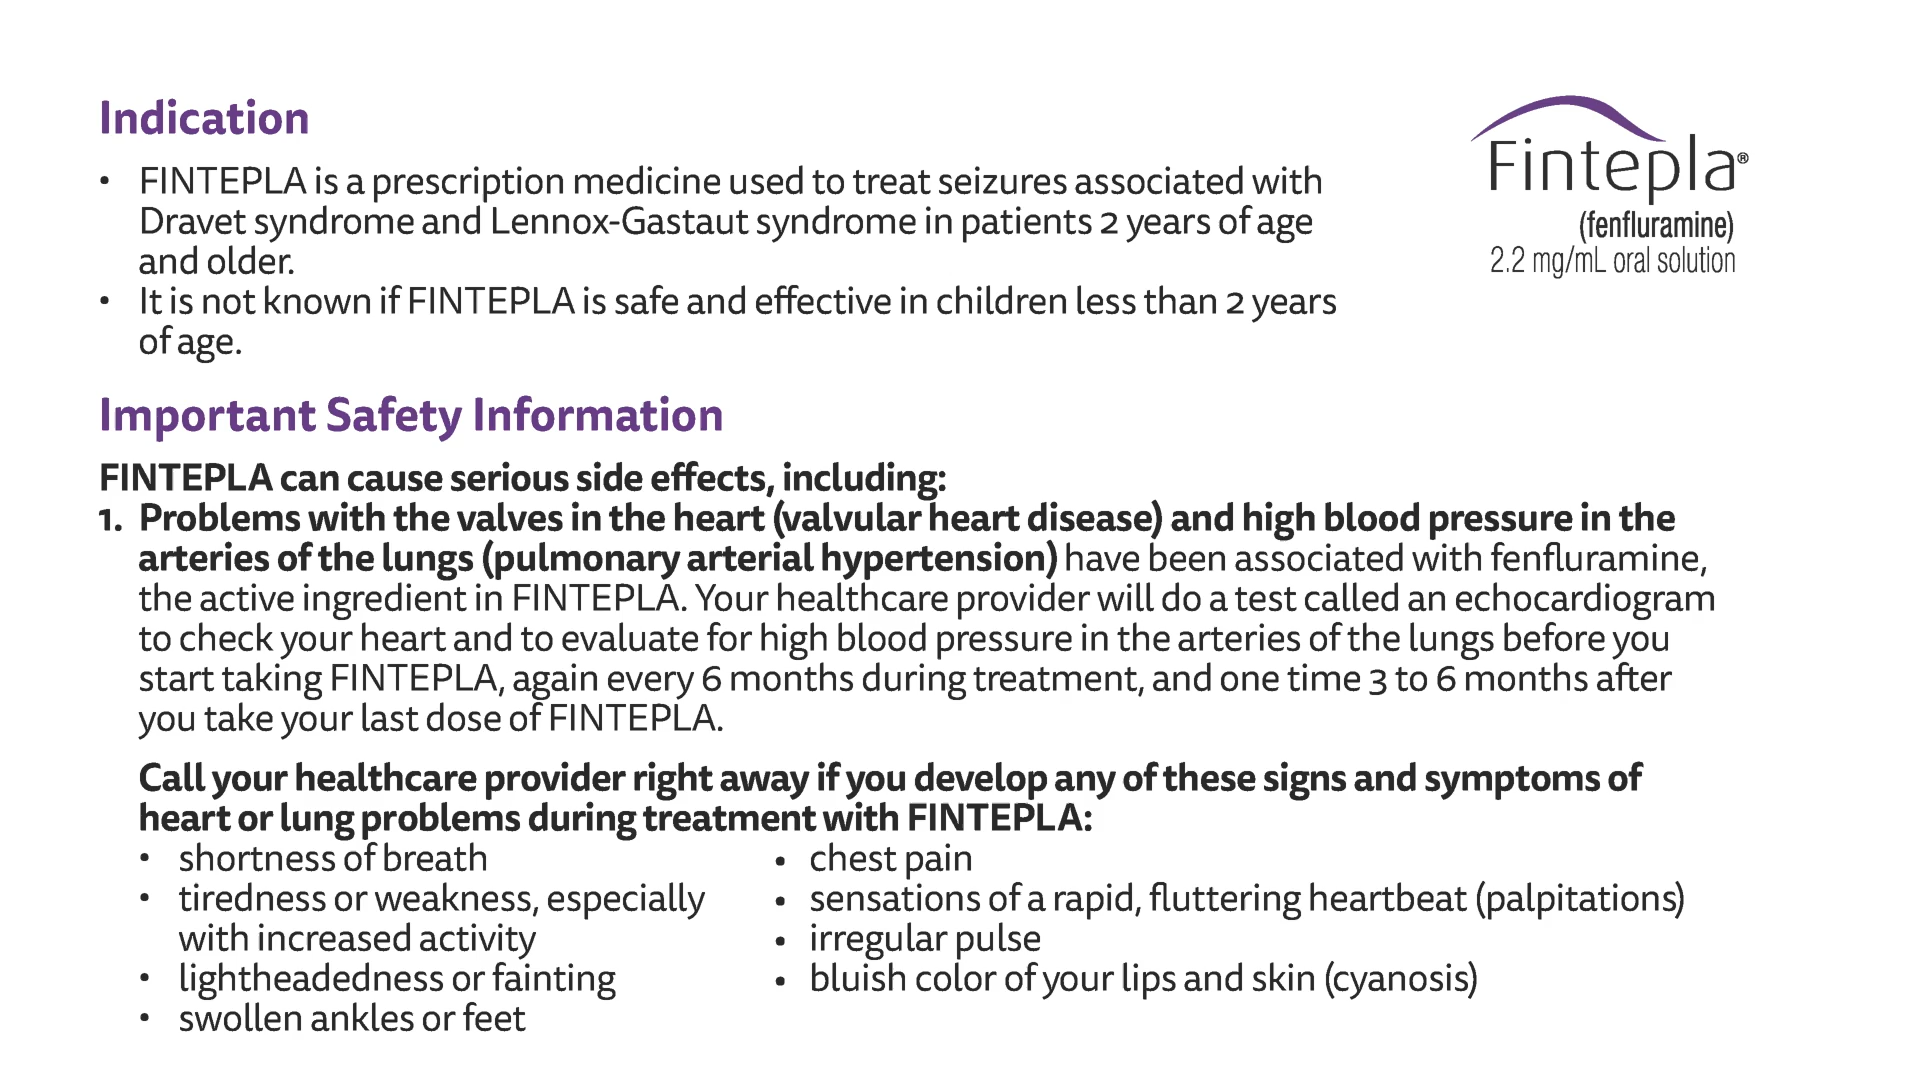 Indication
• FINTEPLA is a prescription medicine used to treat seizures associated with
Dravet syndrome and Lennox-Gastaut syndrome in patients 2 years of age
and older.
• It is not known if FINTEPLA is safe and effective in children less than 2 years
of age.
Fintepla®
(fenfluramine)
2.2 mg/mL oral solution
Important Safety Information
FINTEPLA can cause serious side effects, including:
1. Problems with the valves in the heart (valvular heart disease) and high blood pressure in the
arteries of the lungs (pulmonary arterial hypertension) have been associated with fenfluramine,
the active ingredient in FINTEPLA. Your healthcare provider will do a test called an echocardiogram
to check your heart and to evaluate for high blood pressure in the arteries of the lungs before you
start taking FINTEPLA, again every 6 months during treatment, and one time 3 to 6 months after
you take your last dose of FINTEPLA.
Call your healthcare provider right away if you develop any of these signs and symptoms of
heart or lung problems during treatment with FINTEPLA:
• shortness of breath
• tiredness or weakness, especially
with increased activity
• lightheadedness or fainting
• swollen ankles or feet
• chest pain
• sensations of a rapid, fluttering heartbeat (palpitations)
• irregular pulse
• bluish color of your lips and skin (cyanosis)